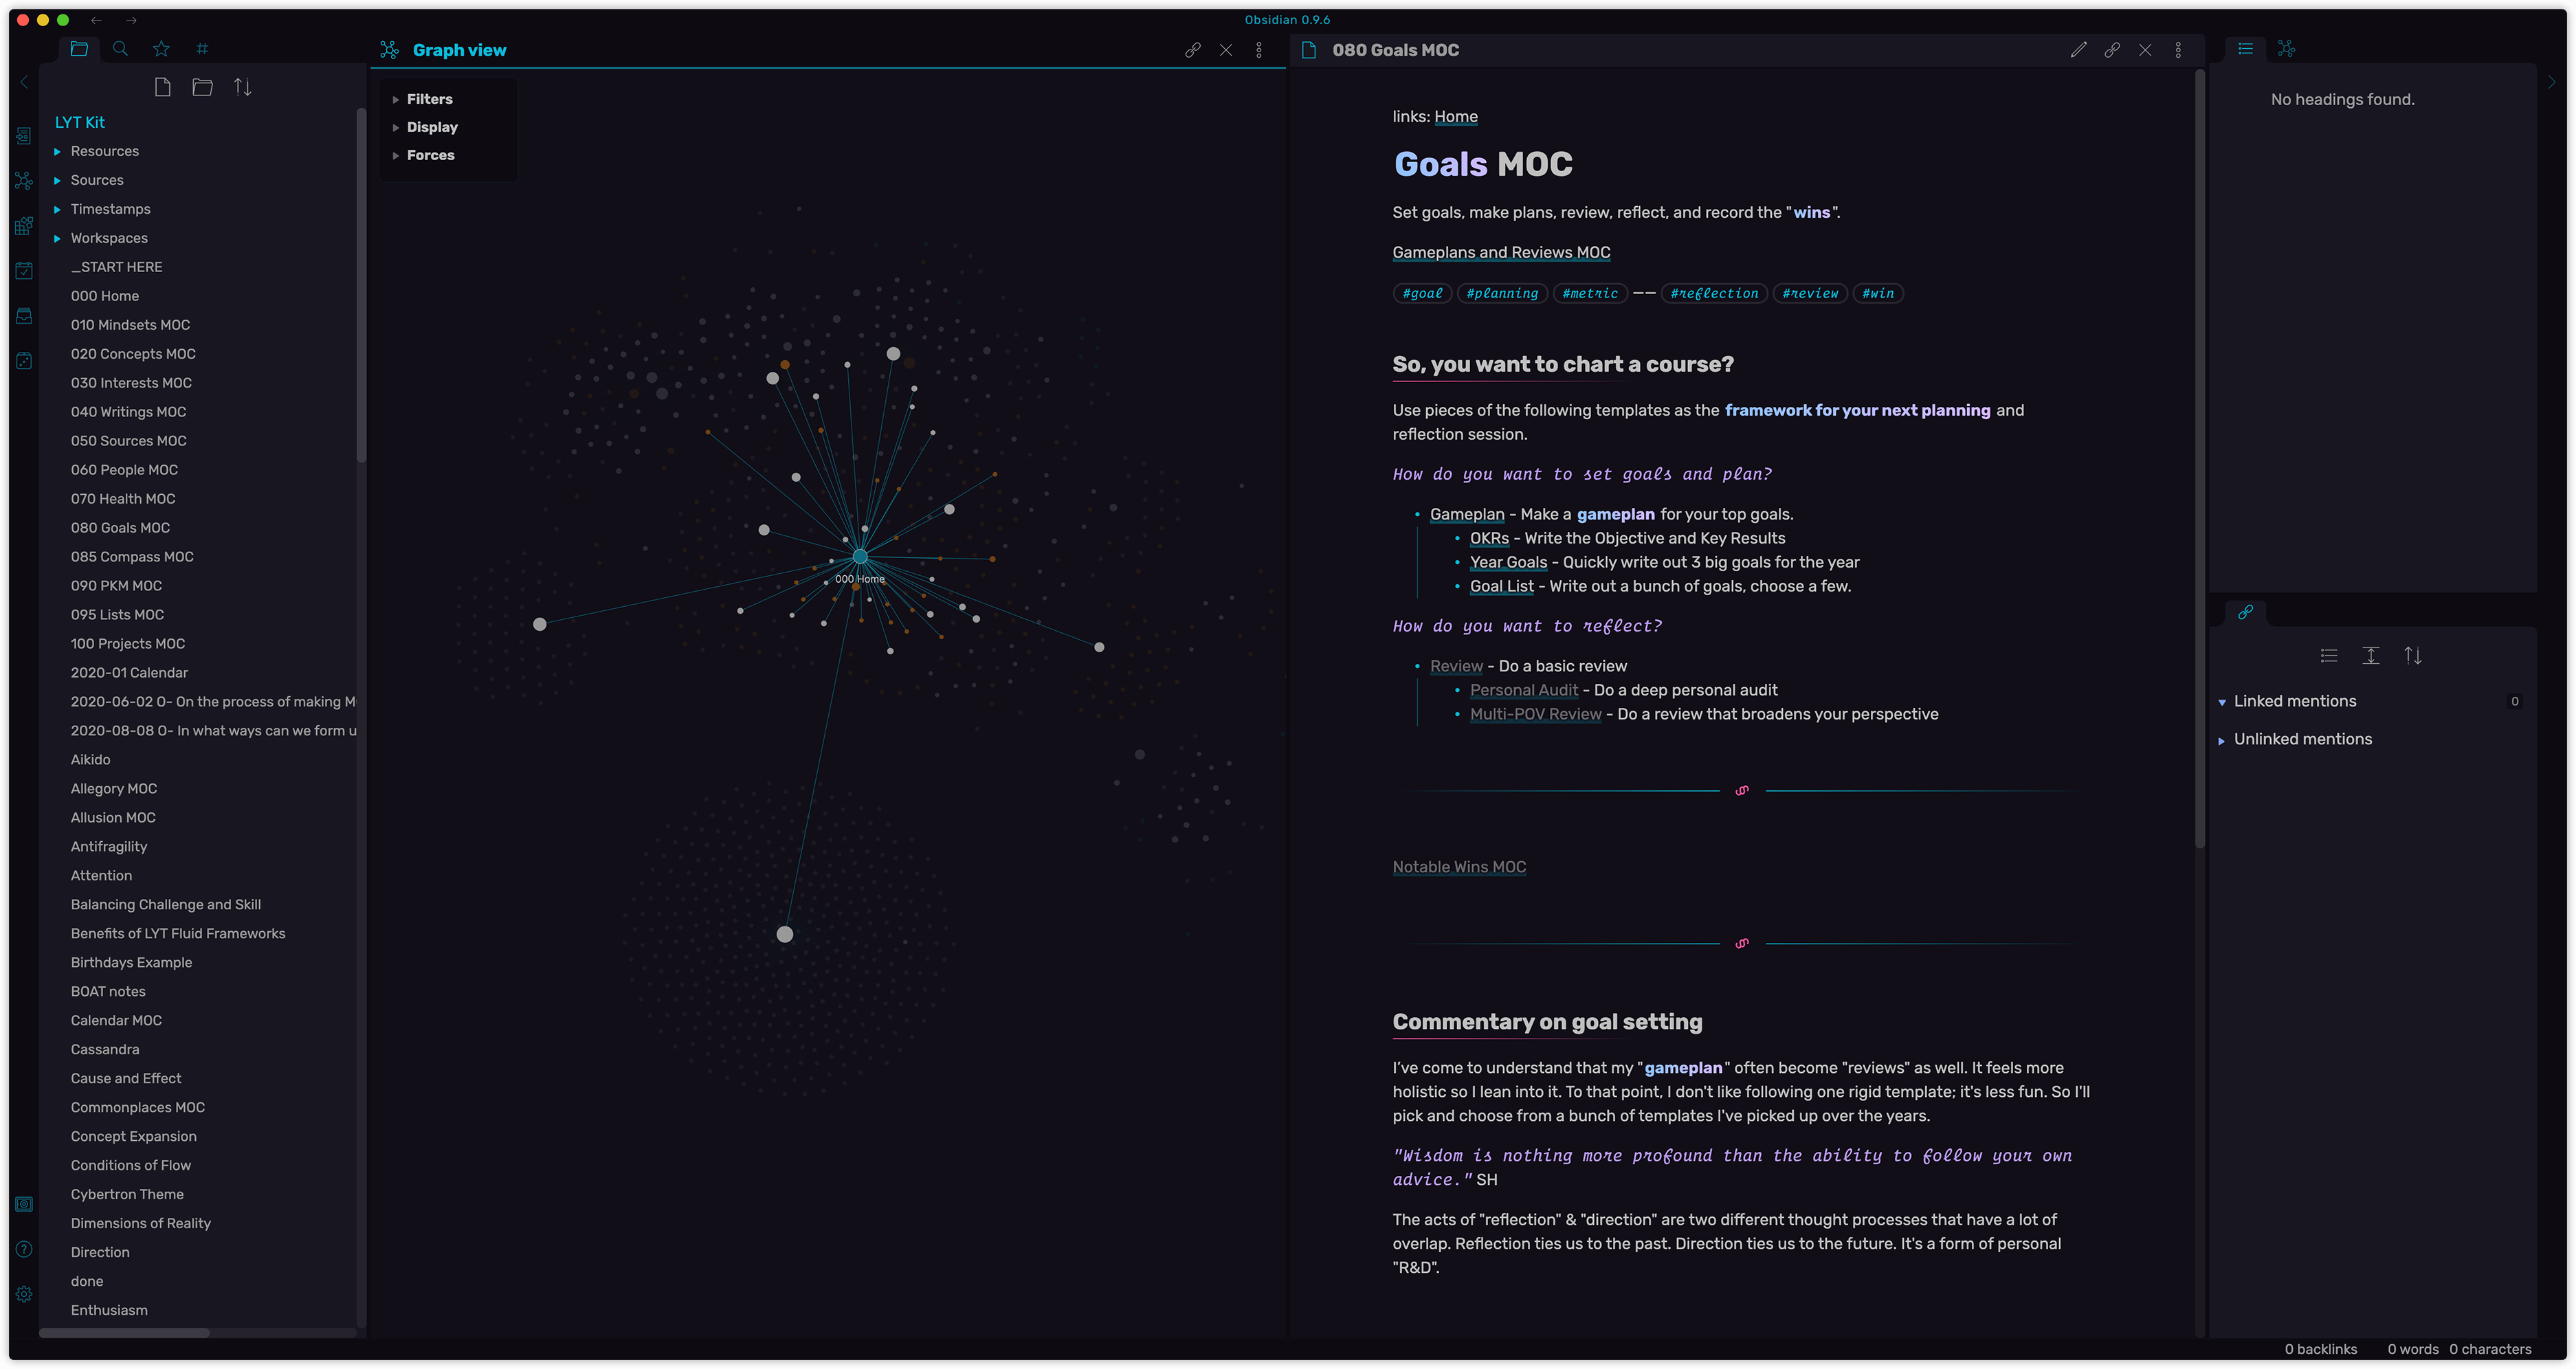 Obsidian 0.9.6
LYT Kit
Resources
Sources
Timestamps
Workspaces
_START HERE
000 Home
010 Mindsets MOC
020 Concepts MOC
030 Interests MOC
040 Writings MOC
050 Sources MOC
060 People MOC
070 Health MOC
080 Goals MOC
085 Compass MOC
090 PKM MOC
095 Lists MOC
100 Projects MOC
2020-01 Calendar
2020-06-02 O- On the process of making M
2020-08-08 O- In what ways can we form u
Aikido
Allegory MOC
Allusion MOC
Antifragility
Attention
Balancing Challenge and Skill
Benefits of LYT Fluid Frameworks
Birthdays Example
BOAT notes
Calendar MOC
Cassandra
Cause and Effect
Commonplaces MOC
Concept Expansion
Conditions of Flow
Cybertron Theme
Dimensions of Reality
Direction
done
Enthusiasm
Graph view
Filters
Display
Forces
000 Home
080 Goals MOC
links: Home
Goals MOC
Set goals, make plans, review, reflect, and record the "wins".
Gameplans and Reviews MOC
#goal #planning #metric —— #reflection #review #win
So, you want to chart a course?
Use pieces of the following templates as the framework for your next planning and
reflection session.
How do you want to set goals and plan?
Gameplan - Make a gameplan for your top goals.
OKRs - Write the Objective and Key Results
Year Goals - Quickly write out 3 big goals for the year
Goal List - Write out a bunch of goals, choose a few.
How do you want to reflect?
Review - Do a basic review
Personal Audit - Do a deep personal audit
Multi-POV Review - Do a review that broadens your perspective
Notable Wins MOC
Commentary on goal setting
I've come to understand that my "gameplan" often become "reviews" as well. It feels more
holistic so I lean into it. To that point, I don't like following one rigid template; it's less fun. So I'll
pick and choose from a bunch of templates I've picked up over the years.
"Wisdom is nothing more profound than the ability to follow your own
advice." SH
The acts of "reflection" & "direction" are two different thought processes that have a lot of
overlap. Reflection ties us to the past. Direction ties us to the future. It's a form of personal
"R&D".
No headings found.
Linked mentions 0
Unlinked mentions
0 backlinks 0 words 0 characters